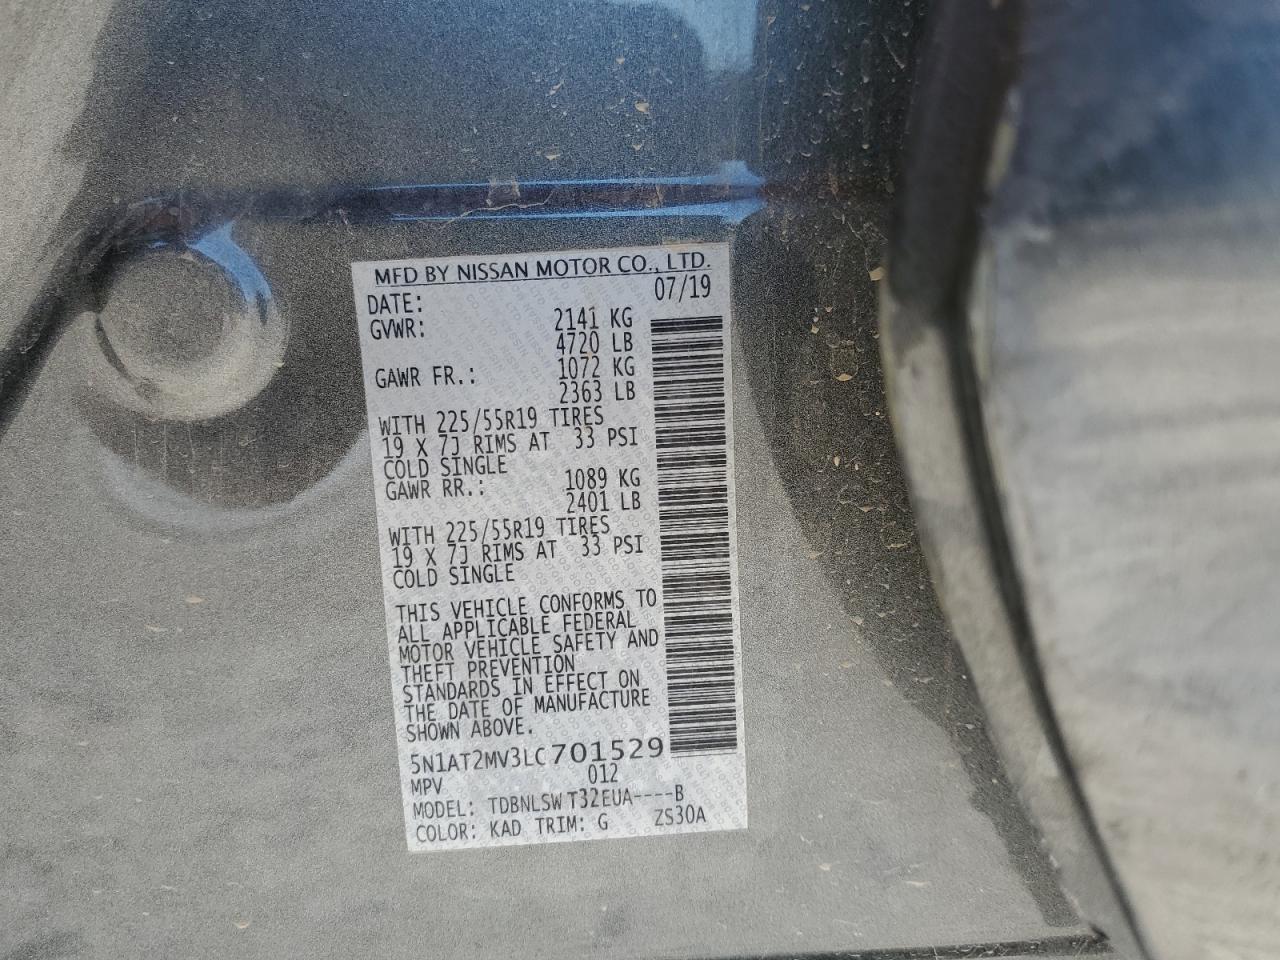 MFD BY NISSAN MOTOR CO., LTD.
DATE: 07/19
GVWR: 2141 KG
4720 LB
GAWR FR.: 1072 KG
2363 LB
WITH 225/55R19 TIRES
19 X 7J RIMS AT 33 PSI
COLD SINGLE
GAWR RR.: 1089 KG
2401 LB
WITH 225/55R19 TIRES
19 X 7J RIMS AT 33 PSI
COLD SINGLE
THIS VEHICLE CONFORMS TO
ALL APPLICABLE FEDERAL
MOTOR VEHICLE SAFETY AND
THEFT PREVENTION
STANDARDS IN EFFECT ON
THE DATE OF MANUFACTURE
SHOWN ABOVE.
5N1AT2MV3LC701529
MPV 012
MODEL: TDBNLSW T32EUA----B
COLOR: KAD TRIM: G ZS30A